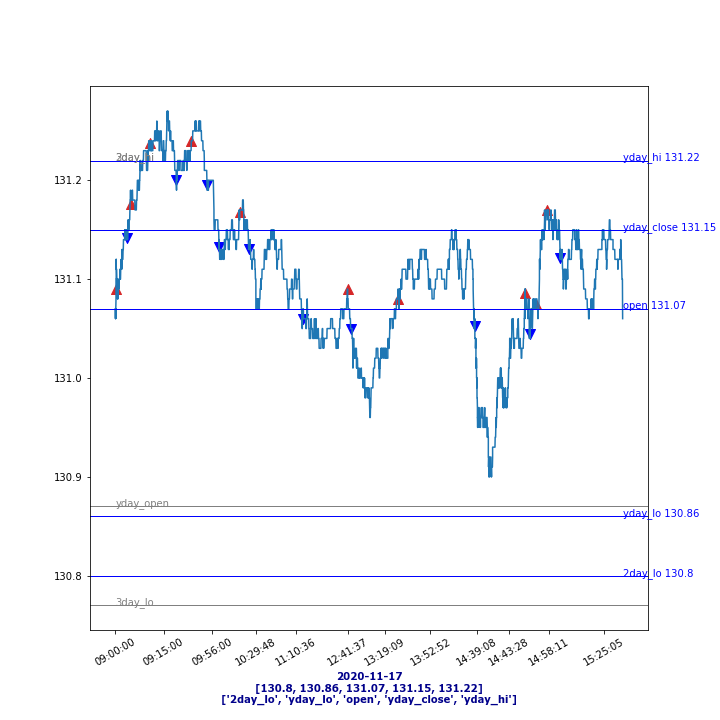 3day_hi
yday_hi 131.22
131.2
yday_close 131.15
131.1
open 131.07
131.0
130.9
yday_open
yday_lo 130.86
130.8
2day_lo 130.8
3day_lo
09:00:00
09:15:00
09:56:00
10:29:48
11:10:36
12:41:37
13:19:09
13:52:52
14:39:08
14:43:28
14:58:11
15:25:05
2020-11-17
[130.8, 130.86, 131.07, 131.15, 131.22]
['2day_lo', 'yday_lo', 'open', 'yday_close', 'yday_hi']